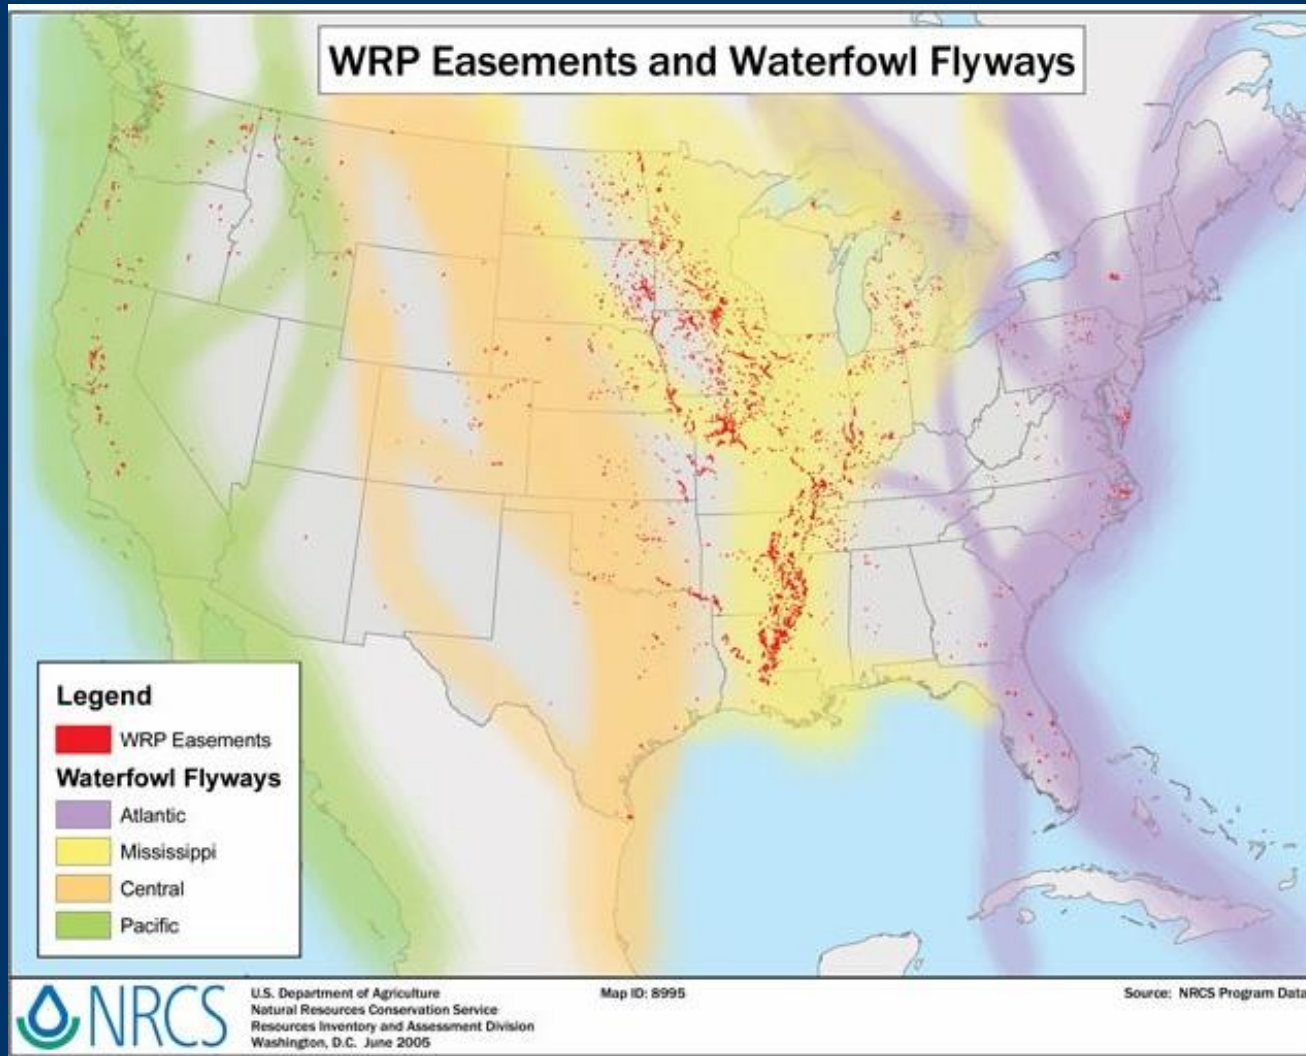 WRP Easements and Waterfowl Flyways
Legend
WRP Easements
Waterfowl Flyways
Atlantic
Mississippi
Central
Pacific
NRCS
U.S. Department of Agriculture
Natural Resources Conservation Service
Resources Inventory and Assessment Division
Washington, D.C. June 2005
Map ID: 8995
Source: NRCS Program Data